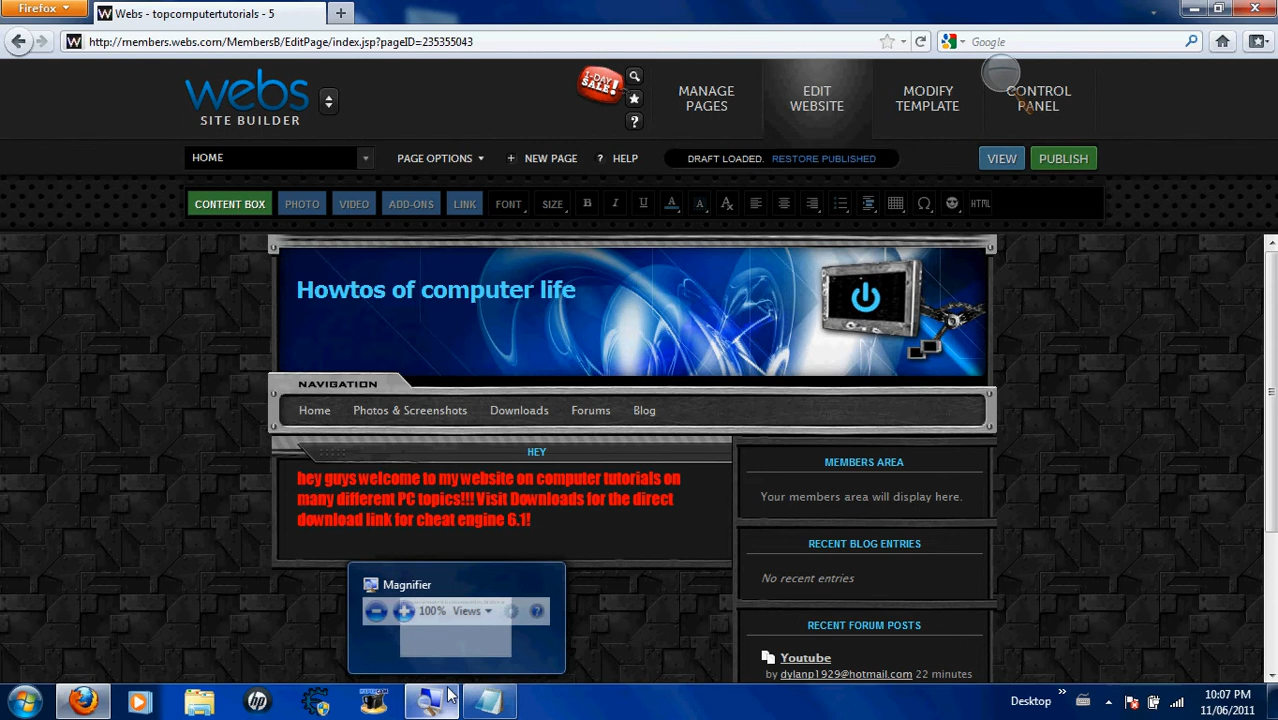 Firefox
Webs - topcomputertutorials - 5
http://members.webs.com/MembersB/EditPage/index.jsp?pageID=235355043
Google
webs
SITE BUILDER
1-DAY
SALE!
MANAGE
PAGES
EDIT
WEBSITE
MODIFY
TEMPLATE
CONTROL
PANEL
HOME
PAGE OPTIONS
+ NEW PAGE
? HELP
DRAFT LOADED. RESTORE PUBLISHED
VIEW
PUBLISH
CONTENT BOX
PHOTO
VIDEO
ADD-ONS
LINK
FONT
SIZE
B
I
U
A
A
HTML
Howtos of computer life
NAVIGATION
Home
Photos & Screenshots
Downloads
Forums
Blog
HEY
hey guys welcome to my website on computer tutorials on
many different PC topics!!! Visit Downloads for the direct
download link for cheat engine 6.1!
MEMBERS AREA
Your members area will display here.
RECENT BLOG ENTRIES
No recent entries
RECENT FORUM POSTS
Youtube
by dylanp1929@hotmail.com 22 minutes
Magnifier
100% Views
Desktop
10:07 PM
11/06/2011